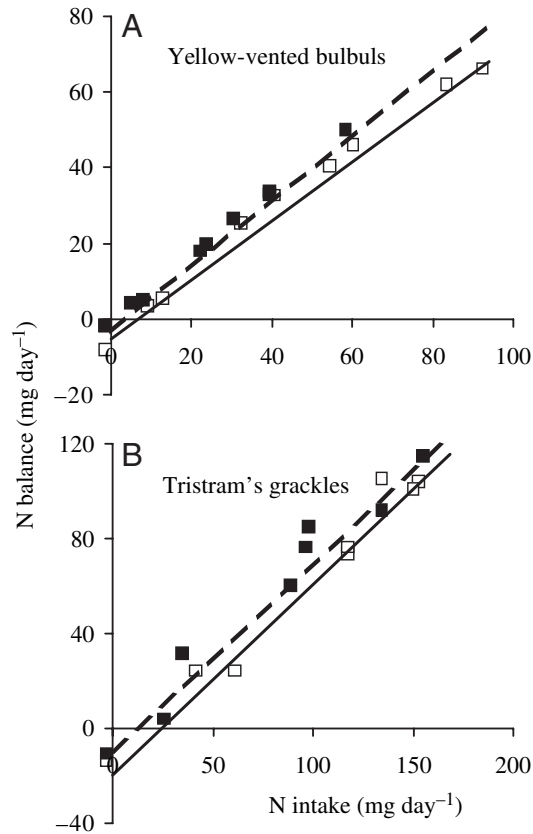 A
Yellow-vented bulbuls
80
60
40
20
0
−20
0 20 40 60 80 100
N balance (mg day−1)
B
Tristram's grackles
120
80
40
0
−40
50 100 150 200
N intake (mg day−1)